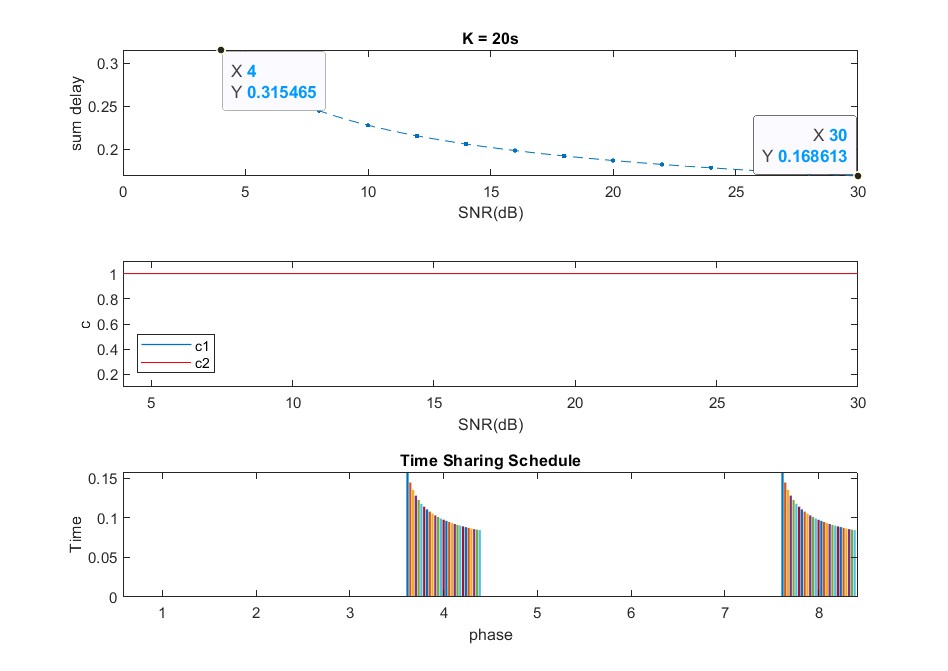 K = 20s
0.3
0.25
0.2
sum delay
X 4
Y 0.315465
X 30
Y 0.168613
0 5 10 15 20 25 30
SNR(dB)
1
0.8
0.6
0.4
0.2
c
c1
c2
5 10 15 20 25 30
SNR(dB)
Time Sharing Schedule
0.15
0.1
0.05
0
Time
1 2 3 4 5 6 7 8
phase